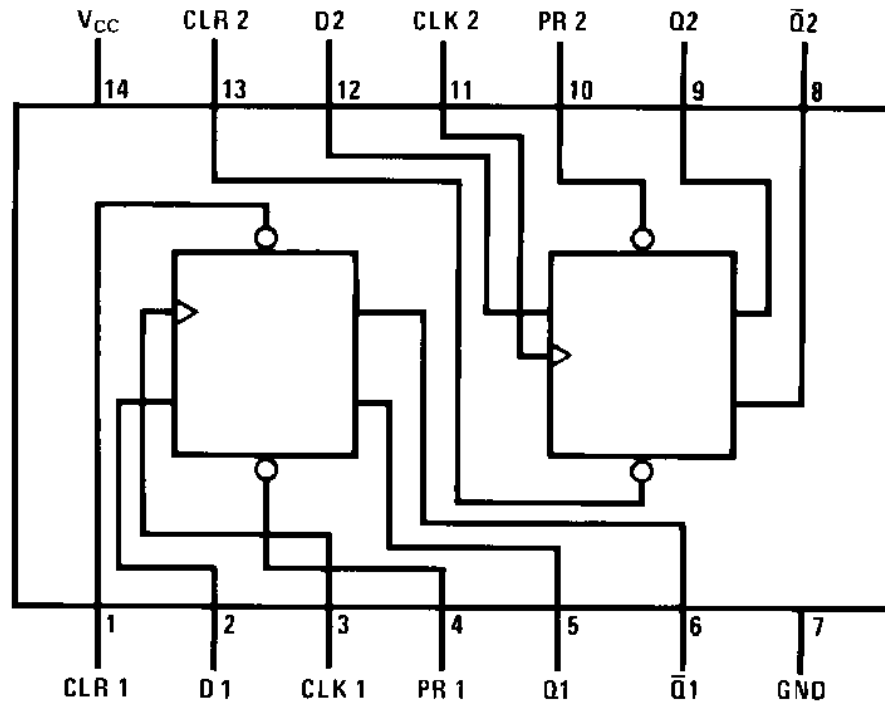 V_CC CLR 2 D2 CLK 2 PR 2 Q2 Q̄2
14 13 12 11 10 9 8
1 2 3 4 5 6 7
CLR 1 D1 CLK 1 PR 1 Q1 Q̄1 GND